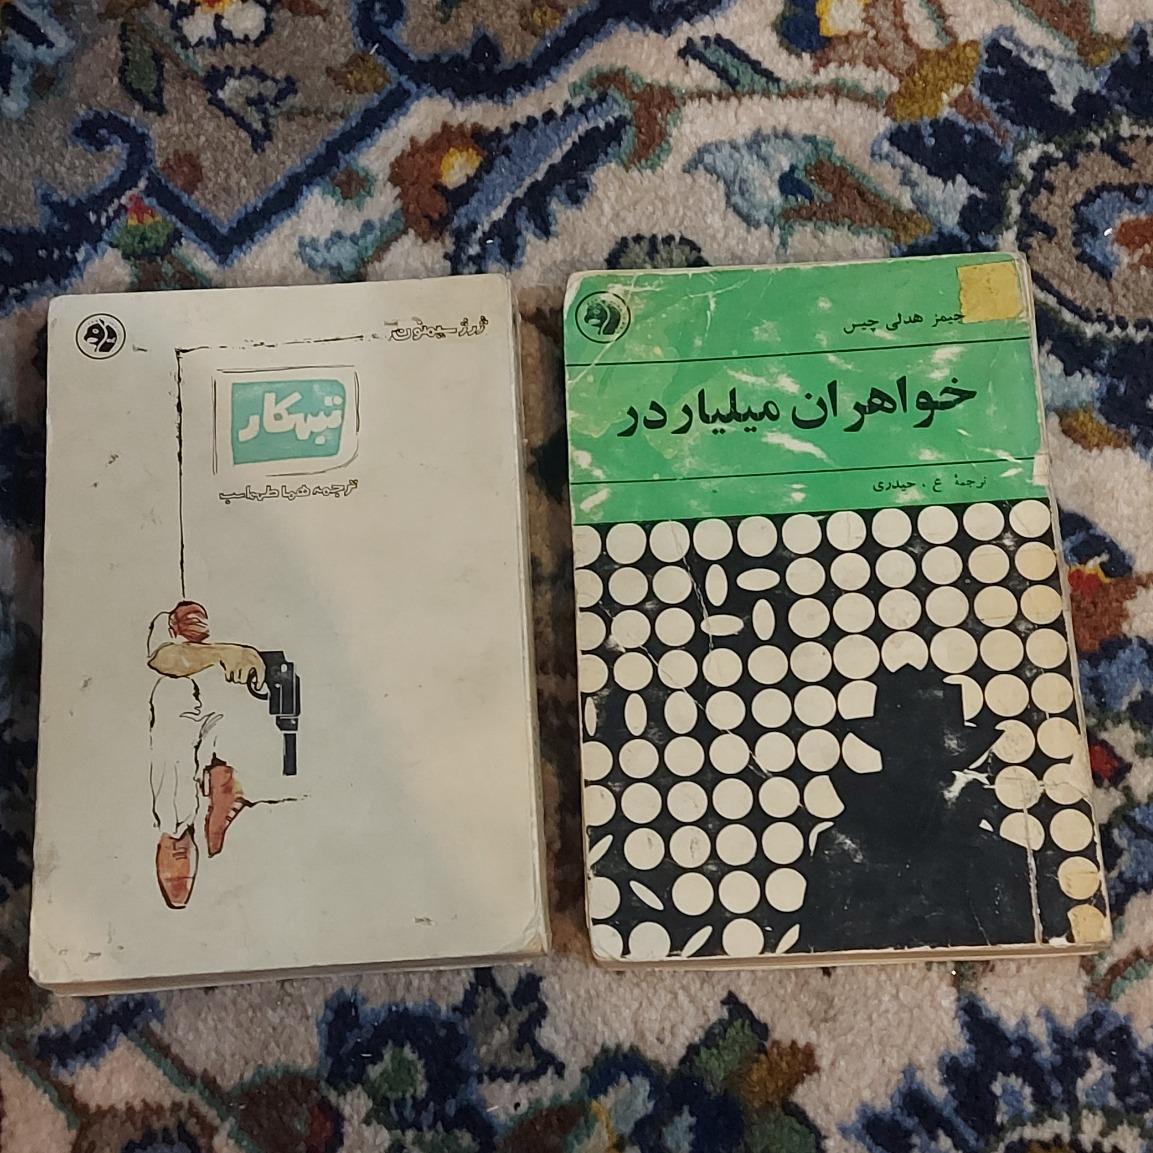 ژرژ سیمنون
تبهکار
ترجمه هما طهماسب
جیمز هدلی چیس
خواهران میلیاردر
ترجمهٔ ع . حیدری